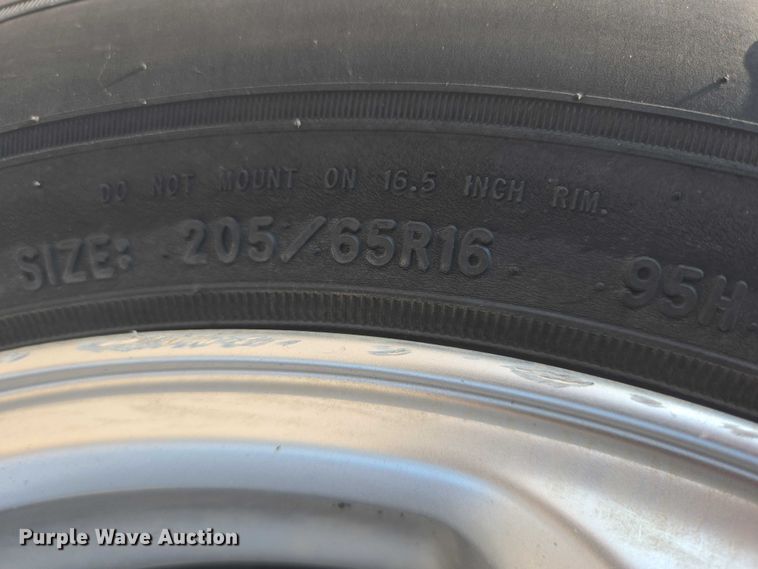 DO NOT MOUNT ON 16.5 INCH RIM.
SIZE: 205/65R16 95H
Purple Wave Auction